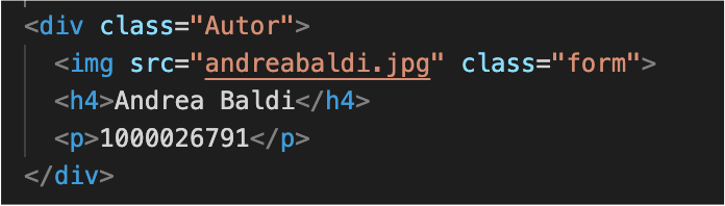 <div class="Autor">
<img src="andreabaldi.jpg" class="form">
<h4>Andrea Baldi</h4>
<p>1000026791</p>
</div>